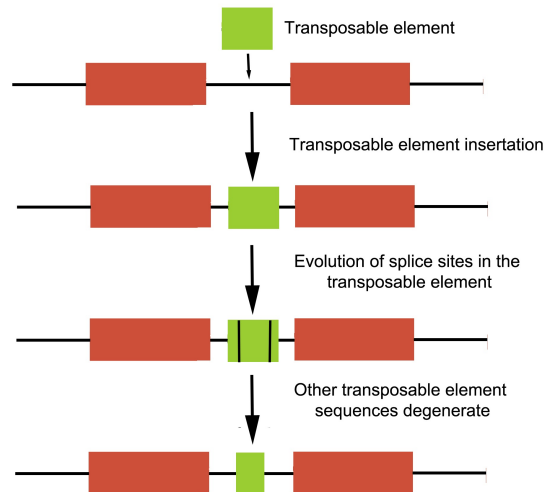 Transposable element
Transposable element insertation
Evolution of splice sites in the
transposable element
Other transposable element
sequences degenerate